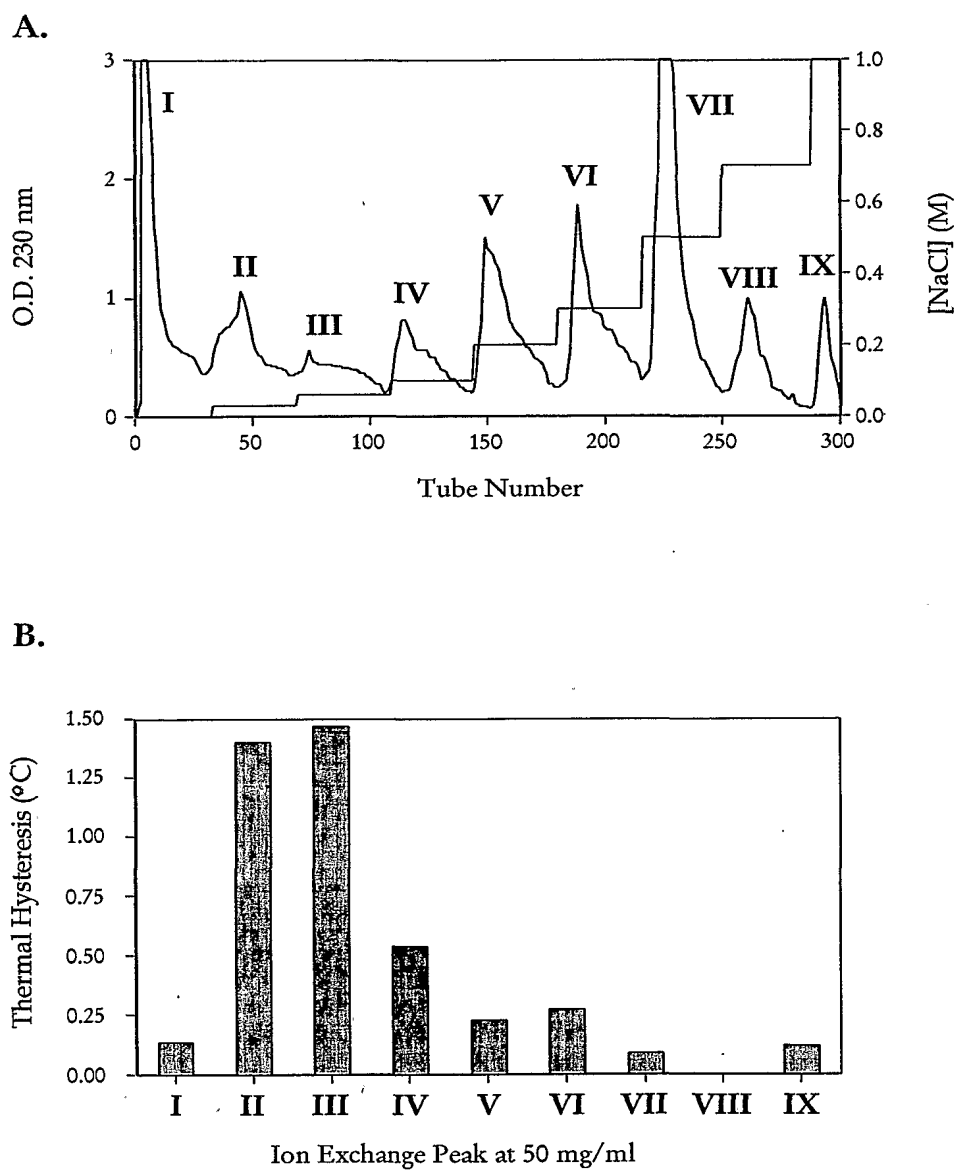 A.
3
2
1
0
O.D. 230 nm
I
II
III
IV
V
VI
VII
VIII
IX
1.0
0.8
0.6
0.4
0.2
0.0
[NaCl] (M)
0 50 100 150 200 250 300
Tube Number
B.
1.50
1.25
1.00
0.75
0.50
0.25
0.00
Thermal Hysteresis (°C)
I II III IV V VI VII VIII IX
Ion Exchange Peak at 50 mg/ml